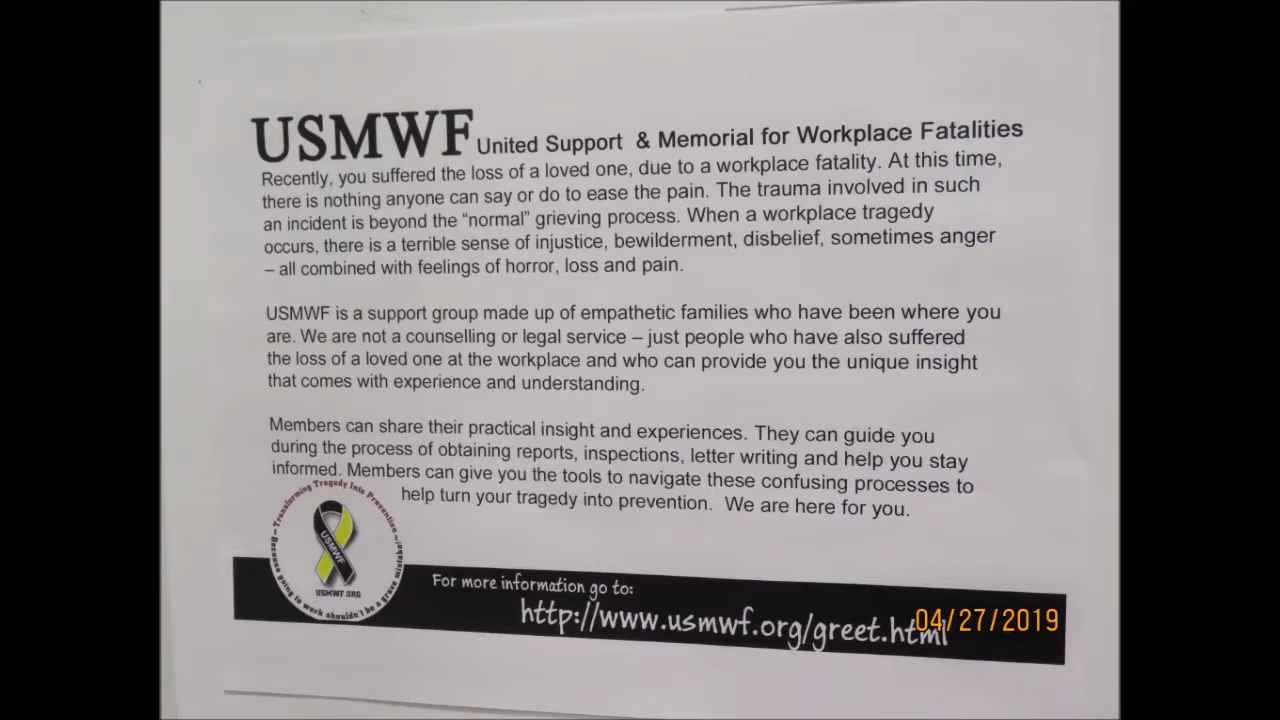 USMWF United Support & Memorial for Workplace Fatalities
Recently, you suffered the loss of a loved one, due to a workplace fatality. At this time,
there is nothing anyone can say or do to ease the pain. The trauma involved in such
an incident is beyond the “normal” grieving process. When a workplace tragedy
occurs, there is a terrible sense of injustice, bewilderment, disbelief, sometimes anger
– all combined with feelings of horror, loss and pain.
USMWF is a support group made up of empathetic families who have been where you
are. We are not a counselling or legal service – just people who have also suffered
the loss of a loved one at the workplace and who can provide you the unique insight
that comes with experience and understanding.
Members can share their practical insight and experiences. They can guide you
during the process of obtaining reports, inspections, letter writing and help you stay
informed. Members can give you the tools to navigate these confusing processes to
help turn your tragedy into prevention. We are here for you.
– Transforming Tragedy Into Prevention –
USMWF
USMWF.ORG
Because going to work shouldn't be a grave mistake!
For more information go to:
http://www.usmwf.org/greet.html
04/27/2019